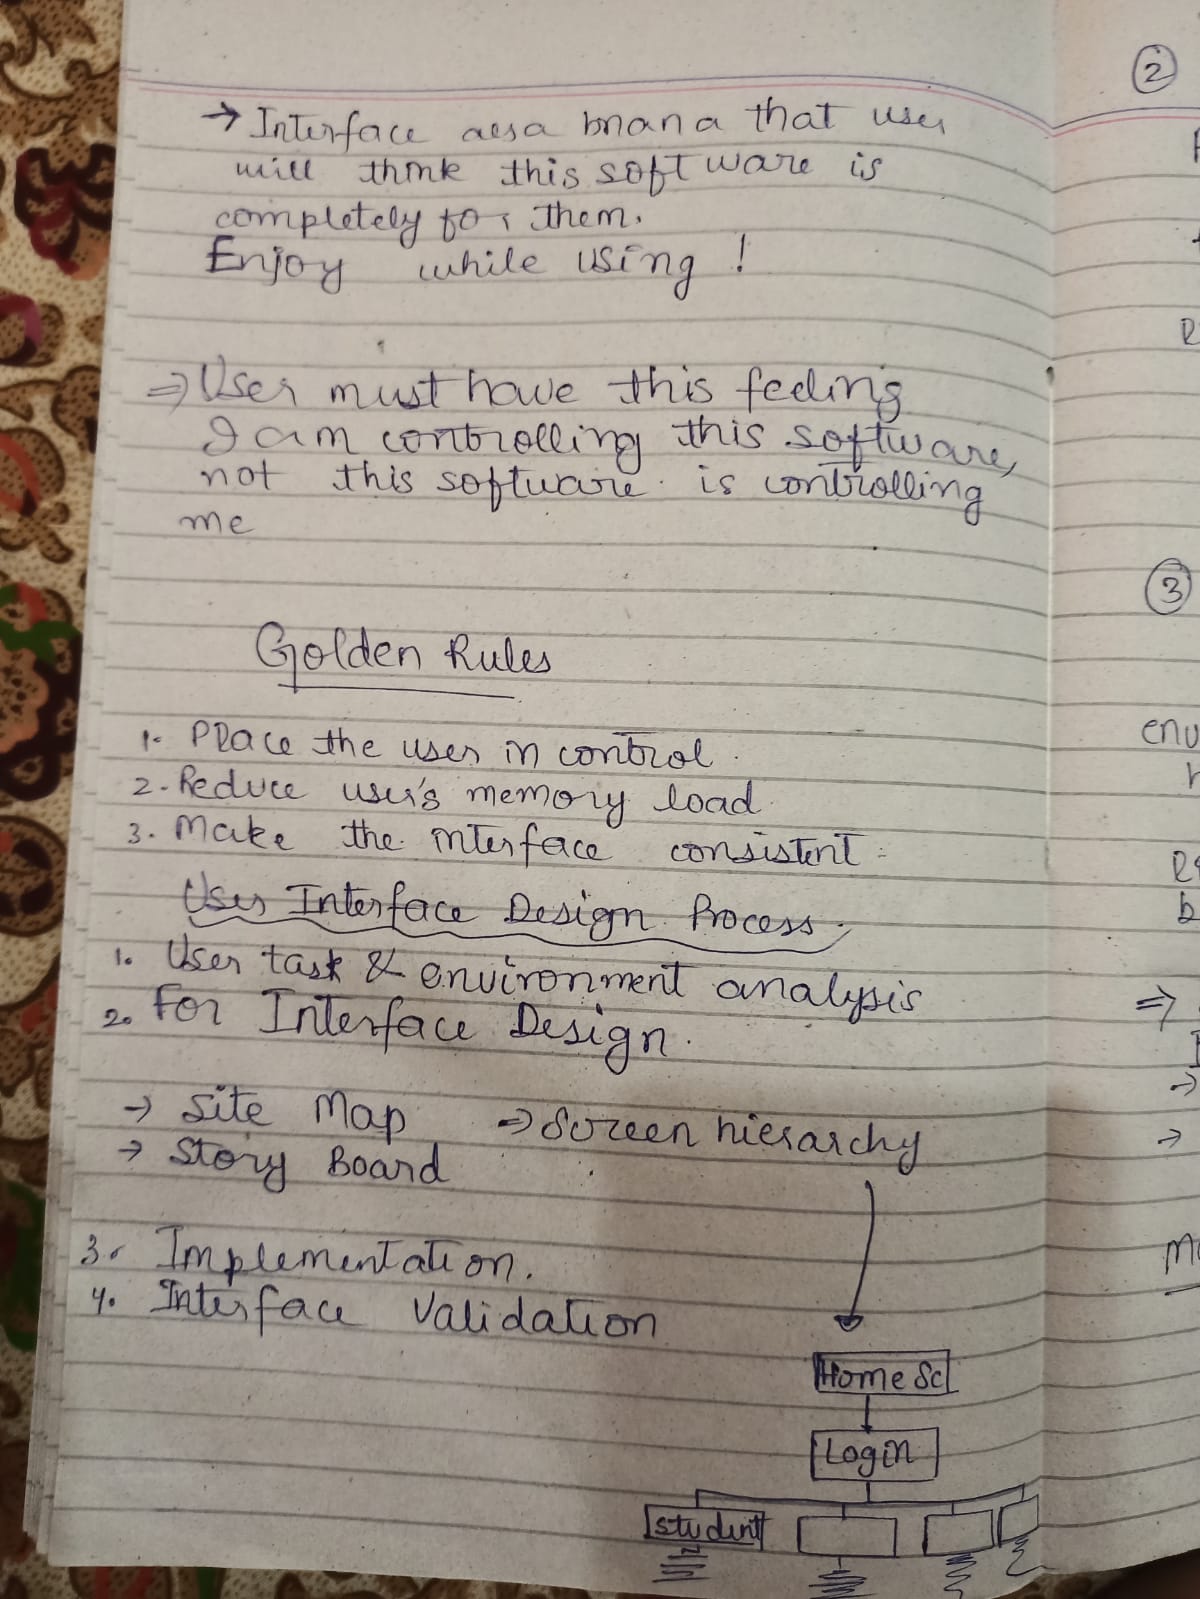 → Interface aesa bnana that user
will think this software is
completely for them.
Enjoy while using !
⇒ User must have this feeling
I am controlling this software,
not this software is controlling
me
Golden Rules
1. Place the user in control.
2. Reduce user's memory load.
3. Make the interface consistent.
User Interface Design Process.
1. User task & environment analysis
2. For Interface Design.
→ Site Map ⇒ Screen hierarchy
→ Story Board
3. Implementation.
4. Interface Validation
Home Sc
Login
student
②
③
env